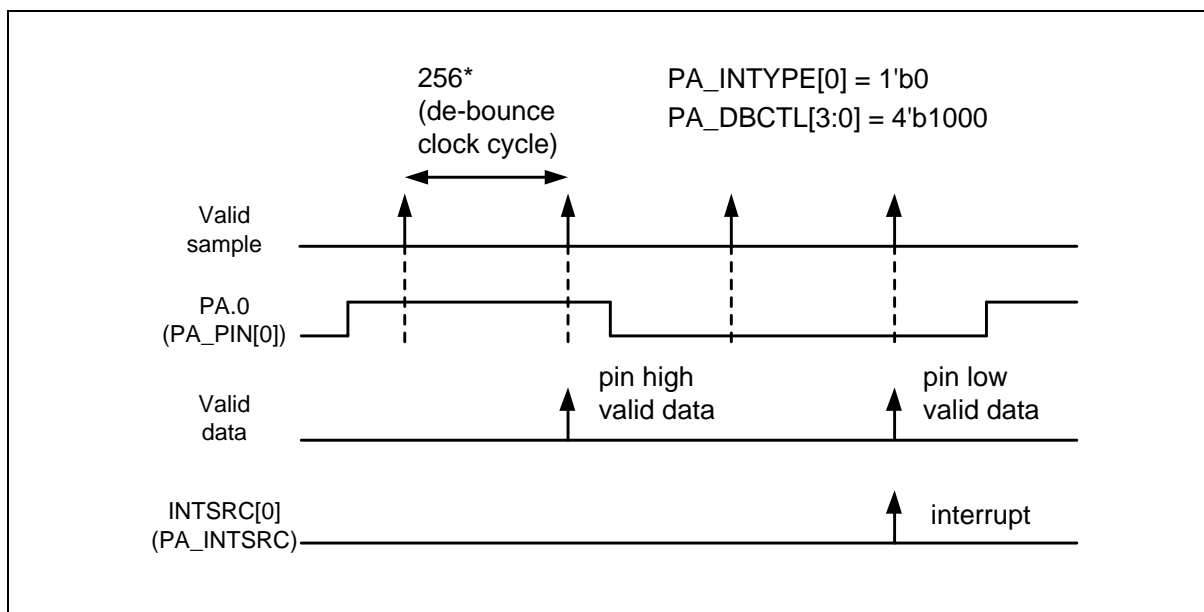 256*
(de-bounce
clock cycle)
PA_INTYPE[0] = 1'b0
PA_DBCTL[3:0] = 4'b1000
Valid
sample
PA.0
(PA_PIN[0])
pin high
valid data
pin low
valid data
Valid
data
INTSRC[0]
(PA_INTSRC)
interrupt